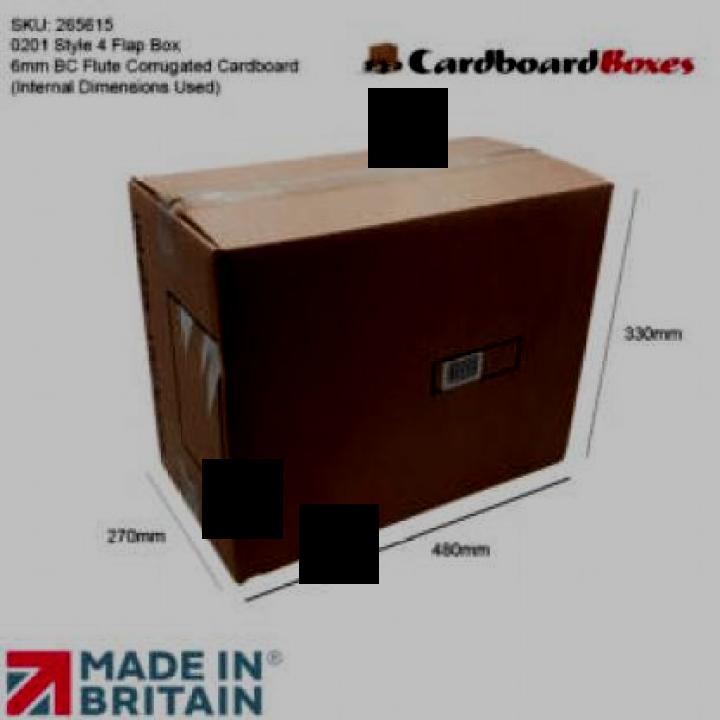 SKU: 265615
0201 Style 4 Flap Box
6mm BC Flute Corrugated Cardboard
(Internal Dimensions Used)
CardboardBoxes
330mm
270mm
480mm
MADE IN
BRITAIN
®